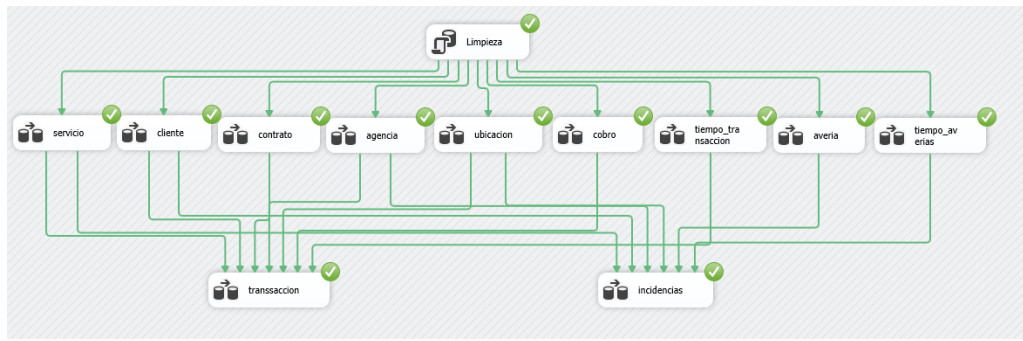 Limpieza
servicio
cliente
contrato
agencia
ubicacion
cobro
tiempo_tra
nsaccion
averia
tiempo_av
erias
transsaccion
incidencias